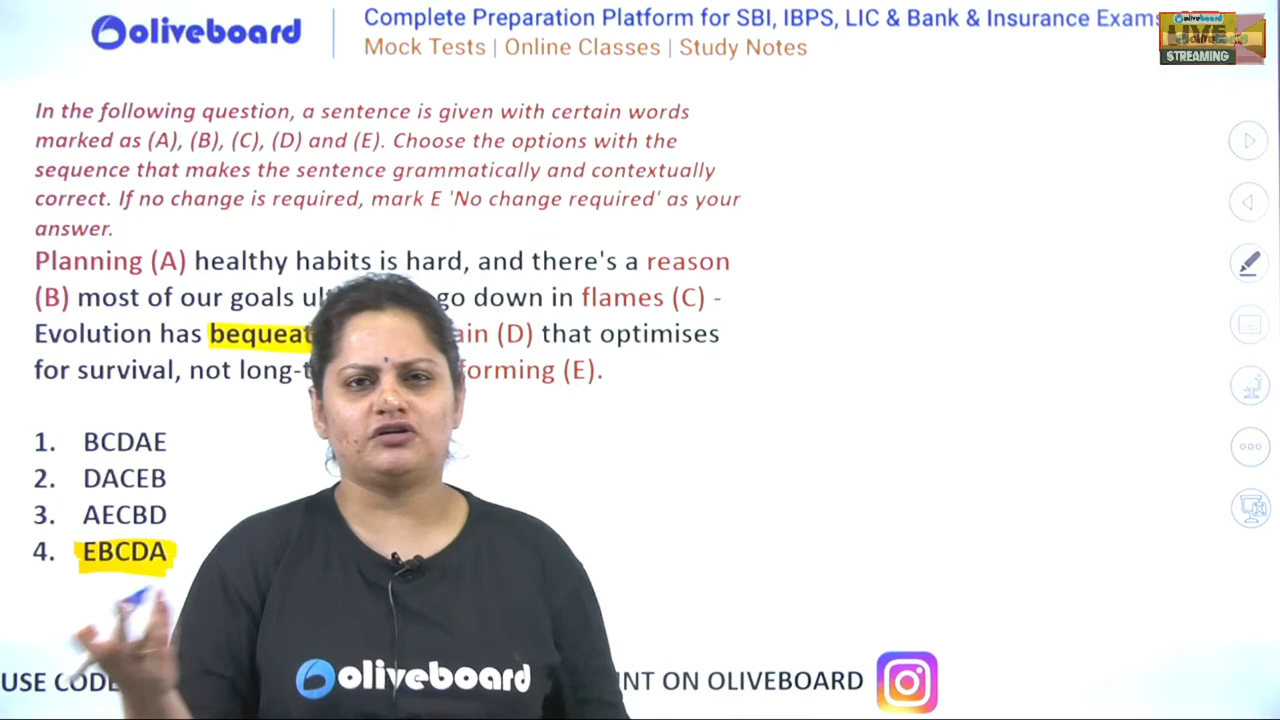 oliveboard
Complete Preparation Platform for SBI, IBPS, LIC & Bank & Insurance Exams
Mock Tests | Online Classes | Study Notes
oliveboard
LIVE
STREAMING
In the following question, a sentence is given with certain words
marked as (A), (B), (C), (D) and (E). Choose the options with the
sequence that makes the sentence grammatically and contextually
correct. If no change is required, mark E 'No change required' as your
answer.
Planning (A) healthy habits is hard, and there's a reason
(B) most of our goals go down in flames (C) -
Evolution has (D) that optimises
for survival, not forming (E).
1. BCDAE
2. DACEB
3. AECBD
4. EBCDA
oliveboard
USE CODE ON OLIVEBOARD